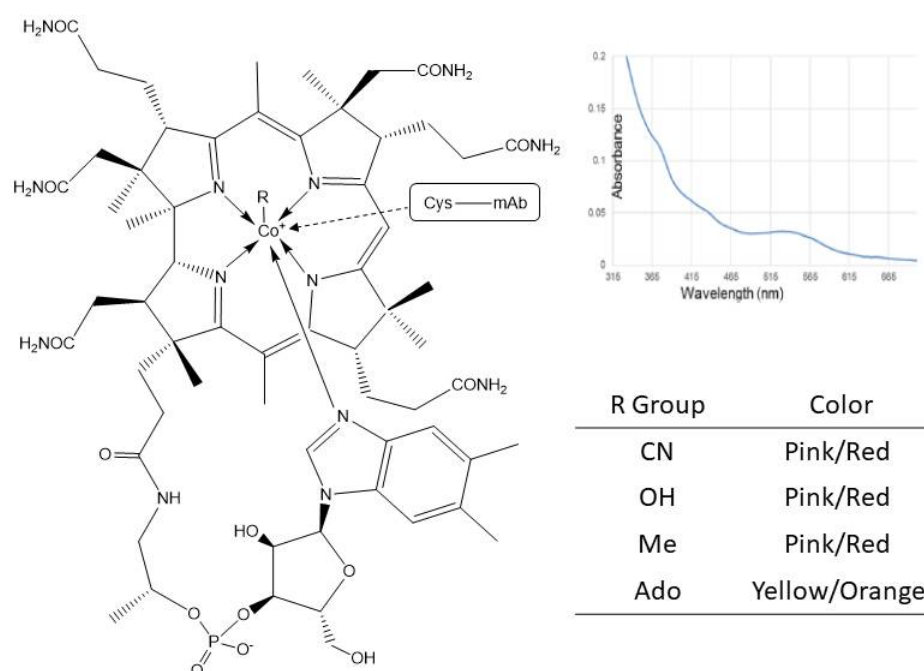 H₂NOC
CONH₂
H₂NOC
CONH₂
N
N
R
Co⁺
Cys — mAb
N
N
H₂NOC
CONH₂
N
O
NH
N
HO
O
O
O
P
O⁻
O
OH
0.2
0.15
0.1
0.05
0
Absorbance
315 365 415 465 515 565 615 665
Wavelength (nm)
R Group Color
CN Pink/Red
OH Pink/Red
Me Pink/Red
Ado Yellow/Orange